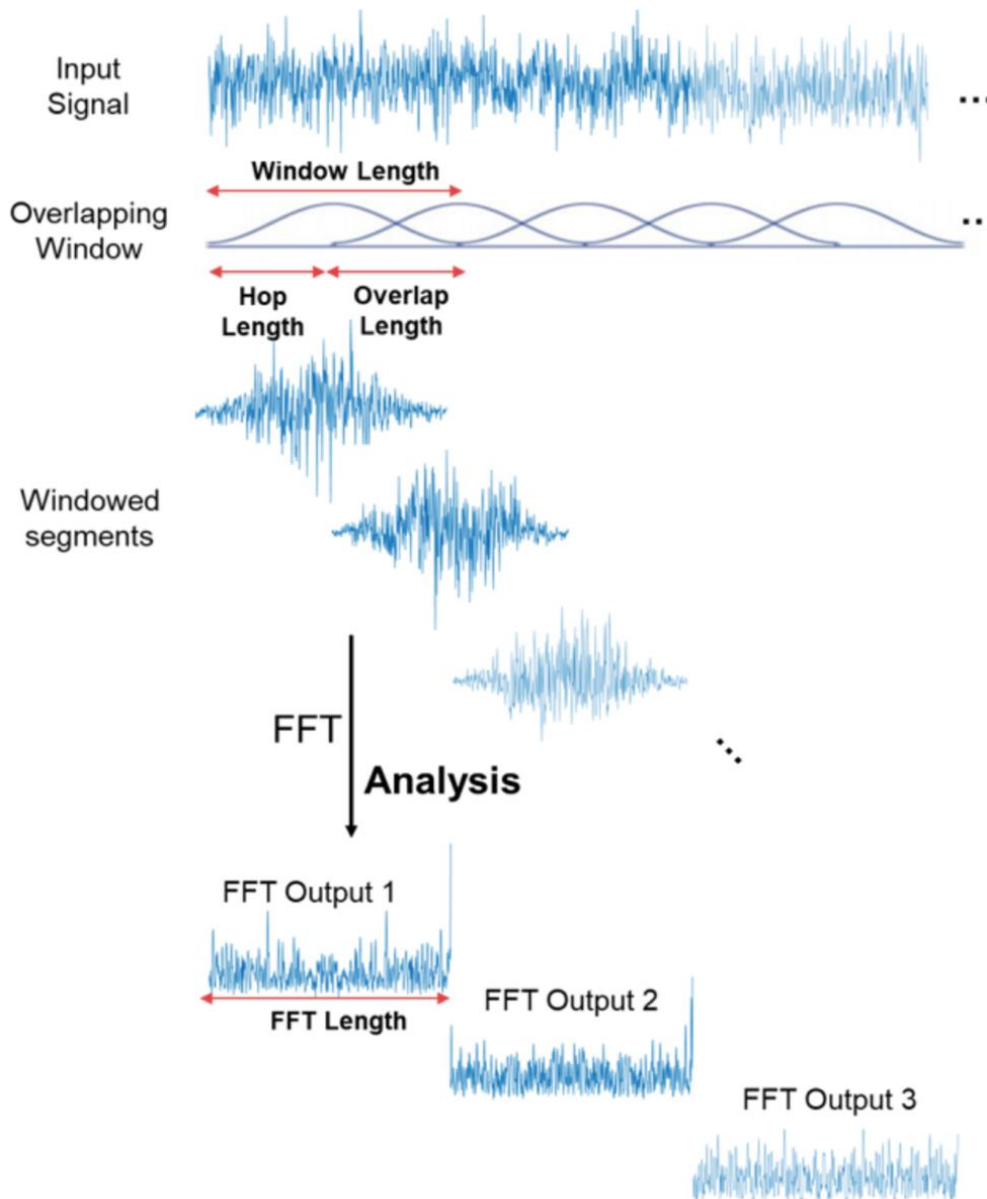 Input
Signal
...
Window Length
Overlapping
Window
...
Hop
Length
Overlap
Length
Windowed
segments
...
FFT
Analysis
FFT Output 1
FFT Length
FFT Output 2
FFT Output 3